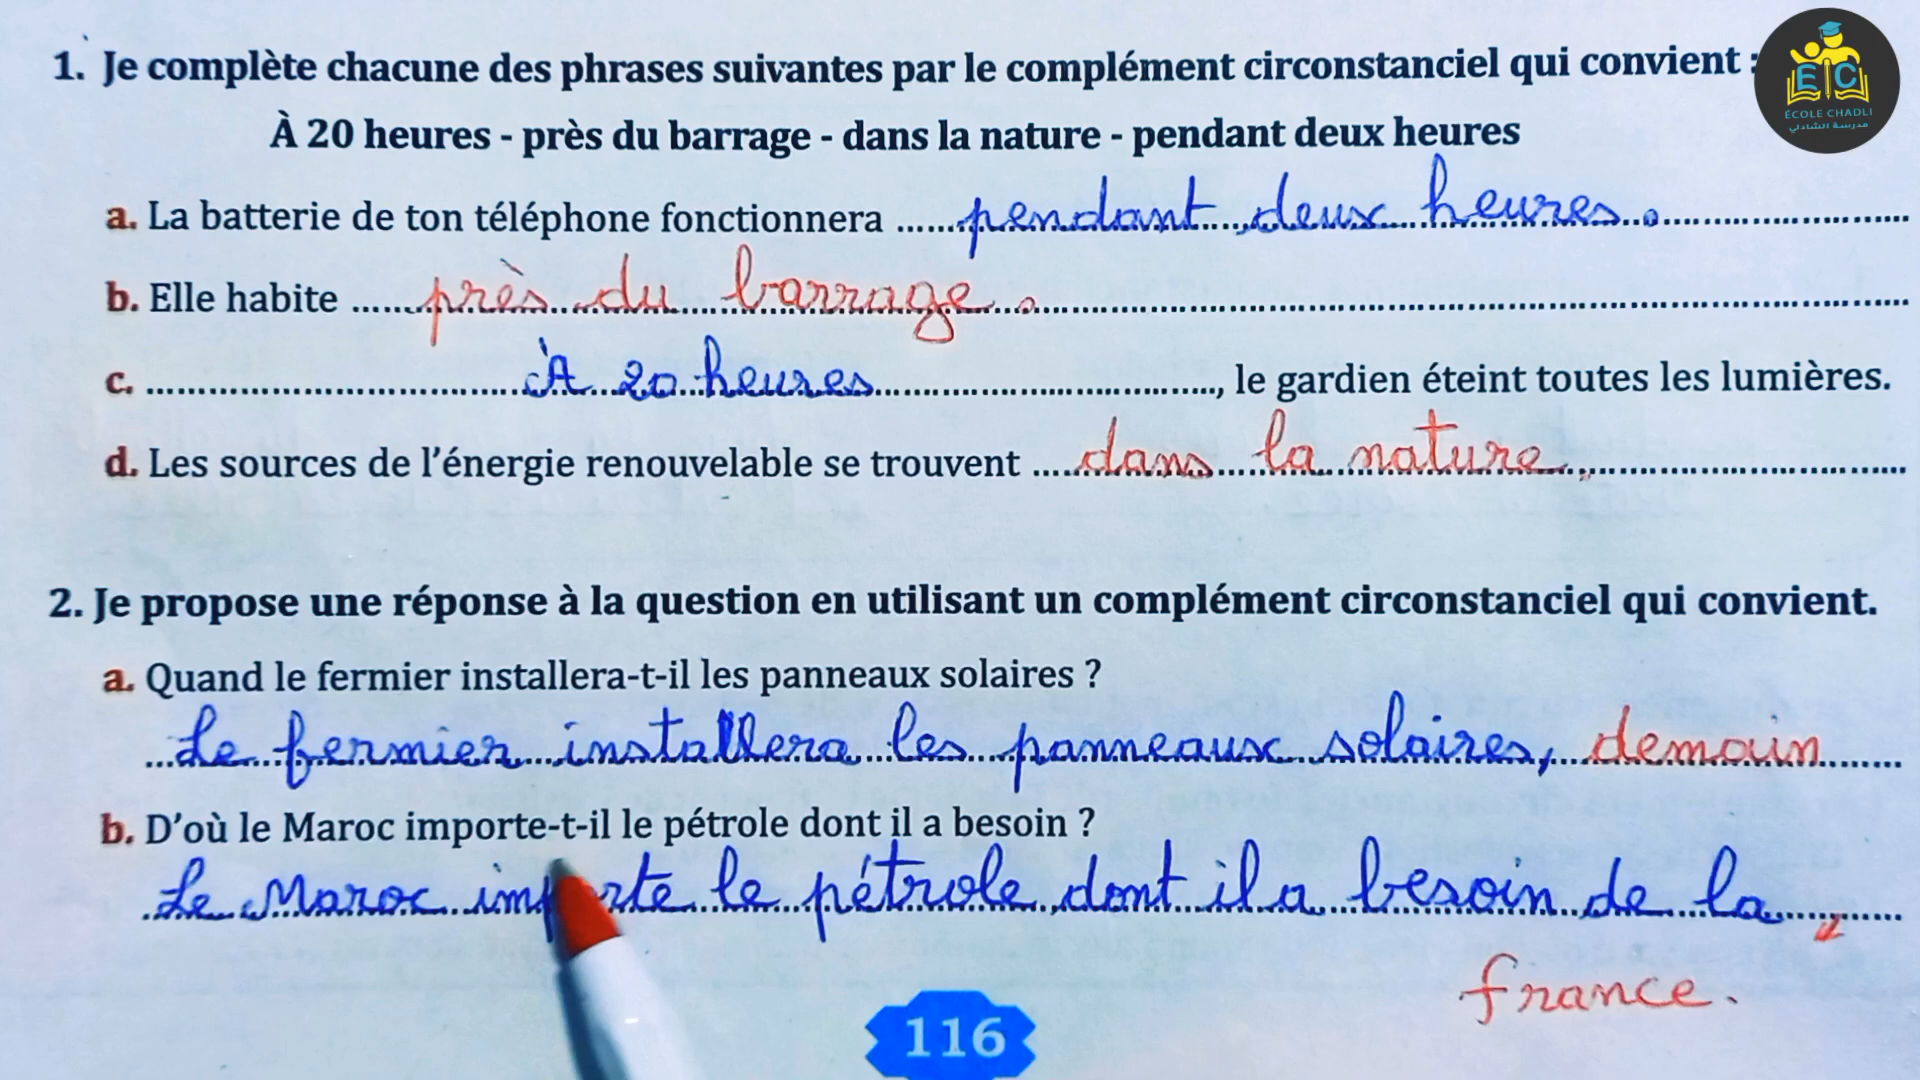 1. Je complète chacune des phrases suivantes par le complément circonstanciel qui convient :
À 20 heures - près du barrage - dans la nature - pendant deux heures
a. La batterie de ton téléphone fonctionnera pendant deux heures.
b. Elle habite près du barrage.
c. À 20 heures, le gardien éteint toutes les lumières.
d. Les sources de l'énergie renouvelable se trouvent dans la nature.
2. Je propose une réponse à la question en utilisant un complément circonstanciel qui convient.
a. Quand le fermier installera-t-il les panneaux solaires ?
Le fermier installera les panneaux solaires, demain
b. D'où le Maroc importe-t-il le pétrole dont il a besoin ?
Le Maroc importe le pétrole dont il a besoin de la
france.
116
EC
ÉCOLE CHADLI
مدرسة الشادلي